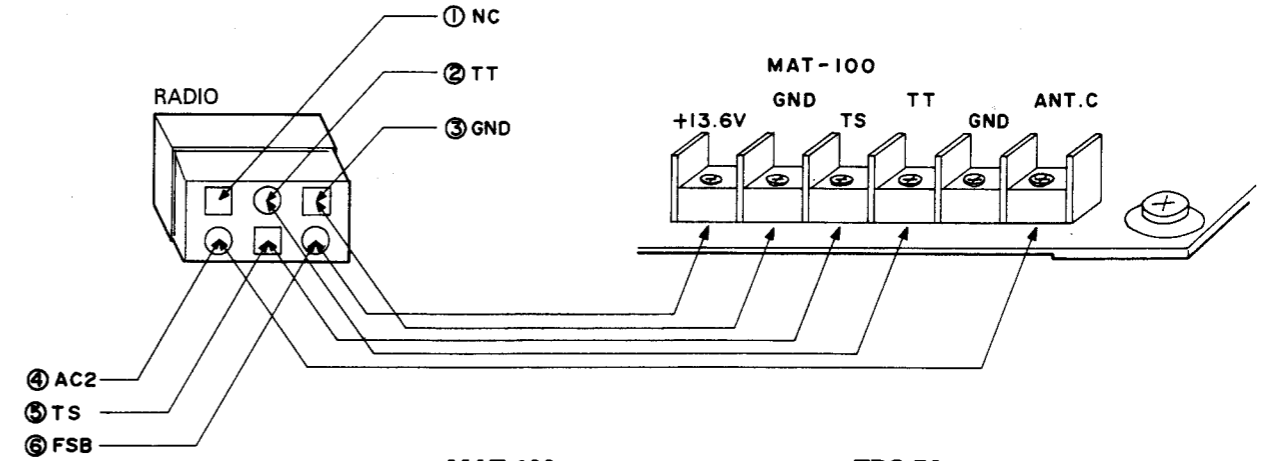 ① NC
② TT
③ GND
RADIO
④ AC2
⑤ TS
⑥ FSB
MAT-100
GND TT ANT.C
+13.6V TS GND